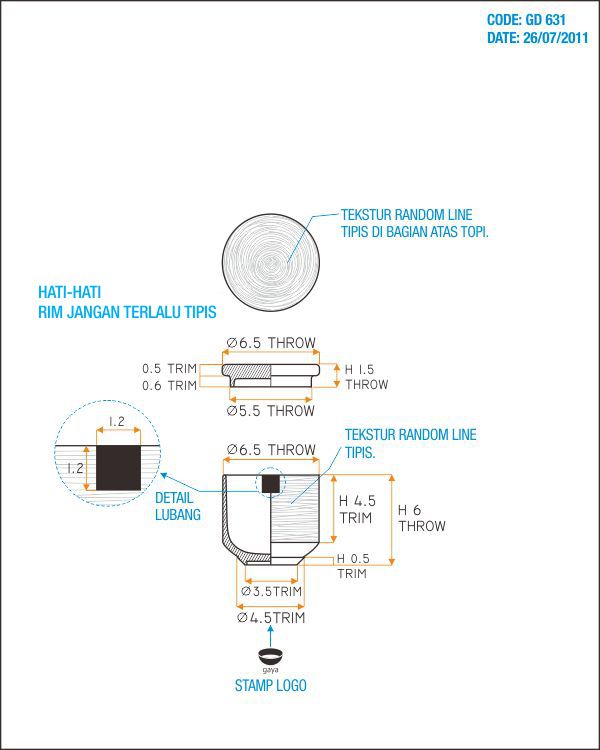 CODE: GD 631
DATE: 26/07/2011
TEKSTUR RANDOM LINE
TIPIS DI BAGIAN ATAS TOPI.
HATI-HATI
RIM JANGAN TERLALU TIPIS
Ø6.5 THROW
0.5 TRIM
0.6 TRIM
H 1.5
THROW
Ø5.5 THROW
1.2
1.2
Ø6.5 THROW
TEKSTUR RANDOM LINE
TIPIS.
DETAIL
LUBANG
H 4.5
TRIM
H 6
THROW
H 0.5
TRIM
Ø3.5TRIM
Ø4.5TRIM
gaya
STAMP LOGO